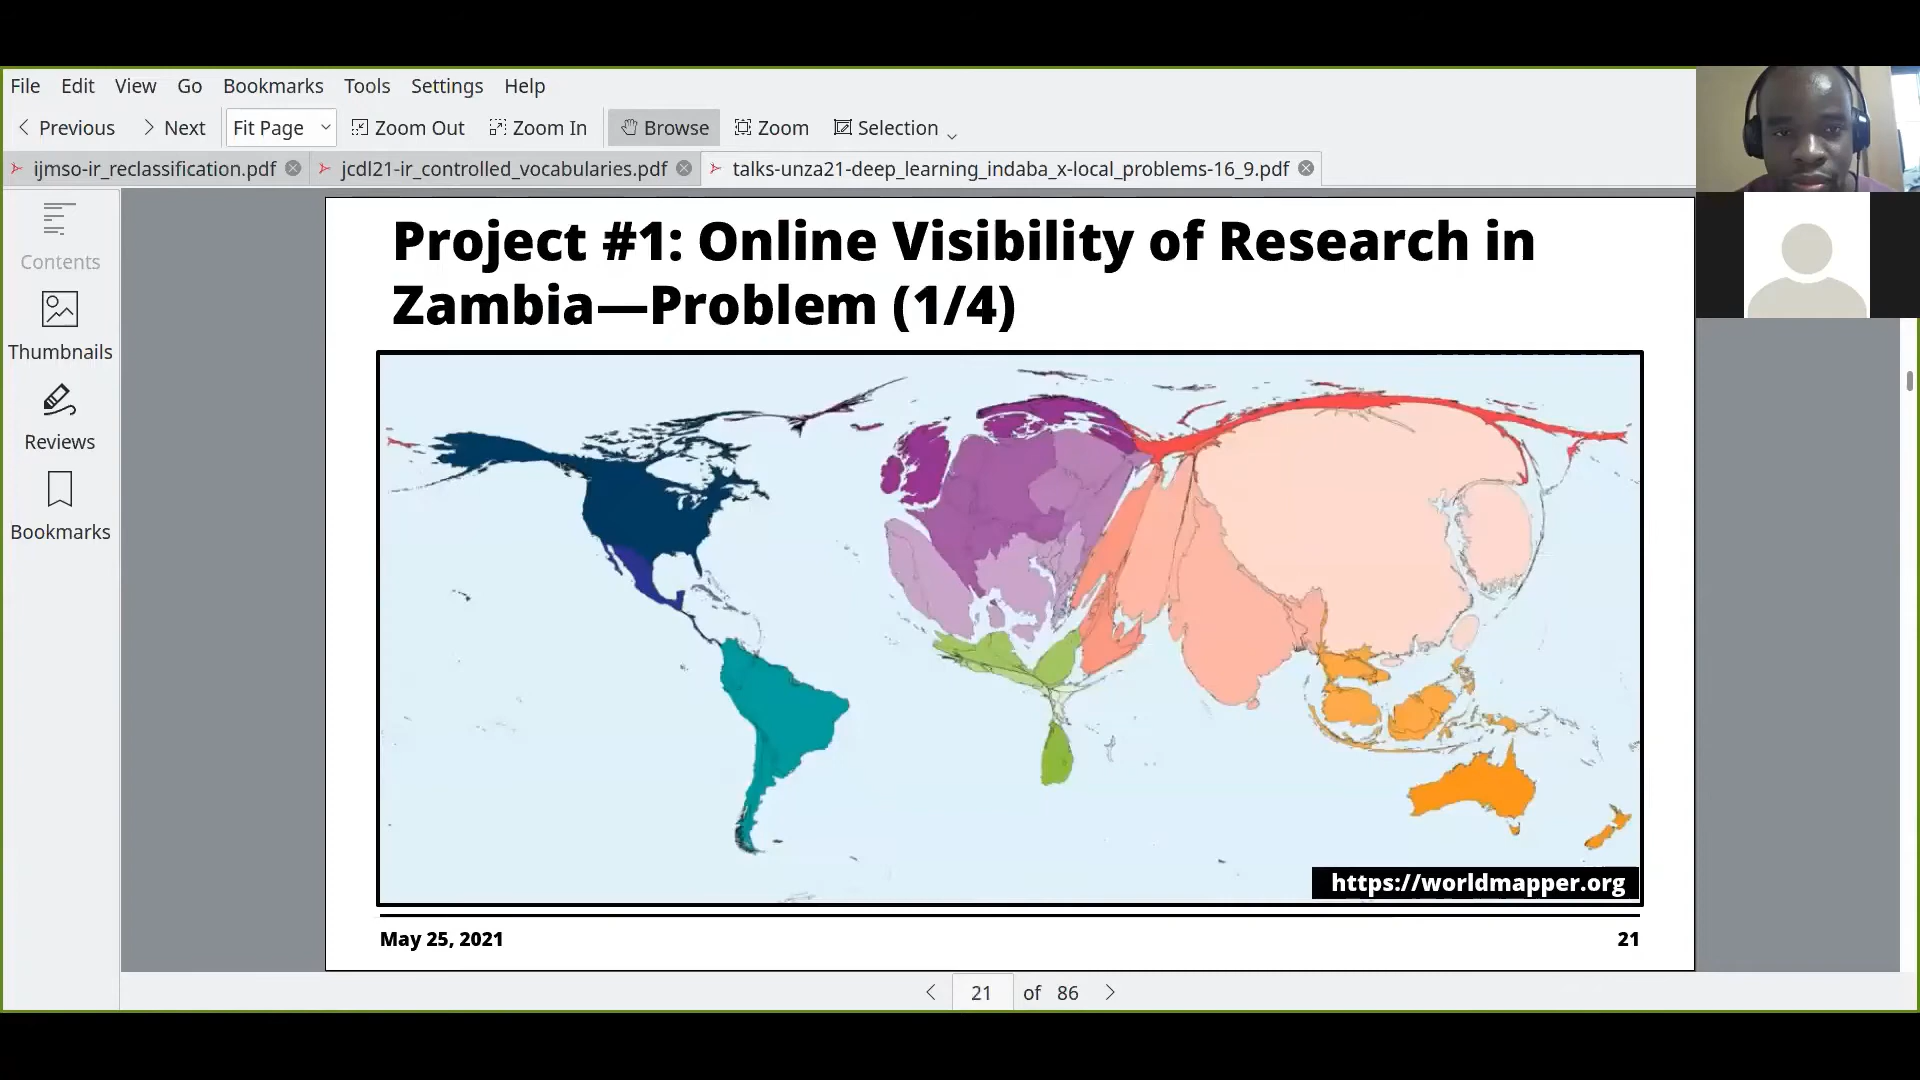 File Edit View Go Bookmarks Tools Settings Help
Previous Next Fit Page Zoom Out Zoom In Browse Zoom Selection
ijmso-ir_reclassification.pdf jcdl21-ir_controlled_vocabularies.pdf talks-unza21-deep_learning_indaba_x-local_problems-16_9.pdf
Contents
Thumbnails
Reviews
Bookmarks
Project #1: Online Visibility of Research in
Zambia—Problem (1/4)
https://worldmapper.org
May 25, 2021 21
21 of 86